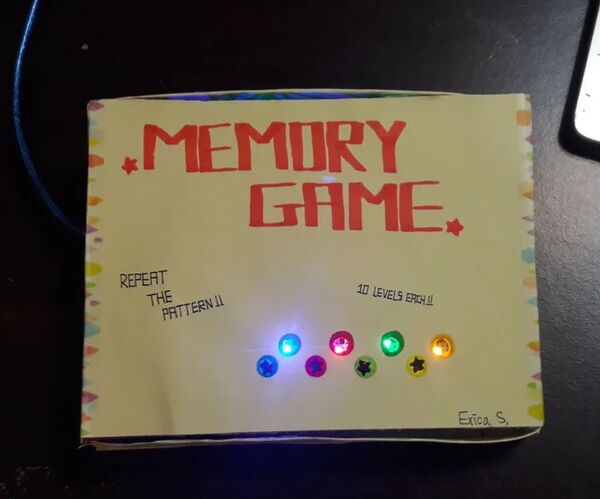 MEMORY
GAME
REPEAT
THE
PATTERN!!
10 LEVELS EACH!!
Erica S.